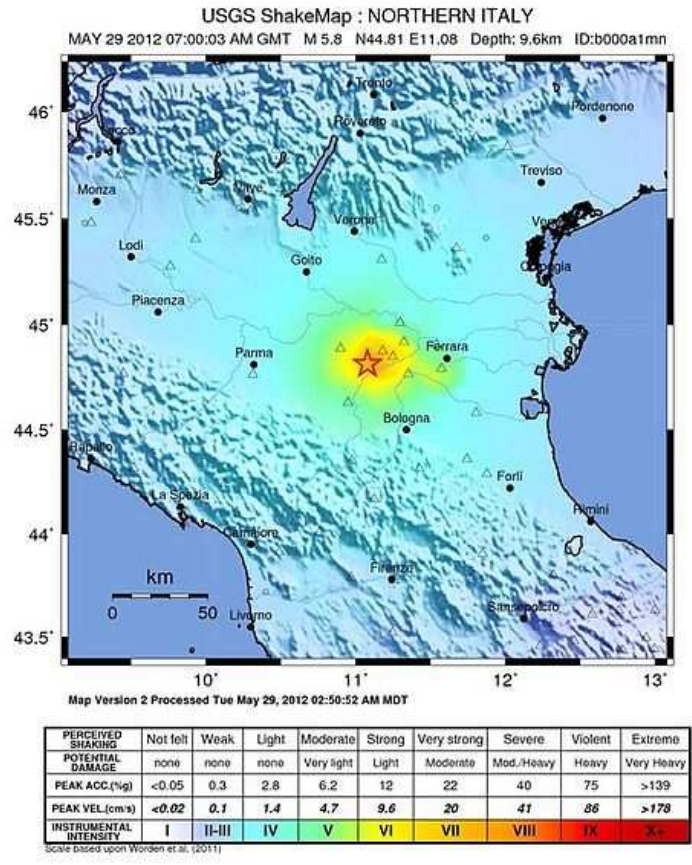 USGS ShakeMap : NORTHERN ITALY
MAY 29 2012 07:00:03 AM GMT M 5.8 N44.81 E11.08 Depth: 9.6km ID:b000a1mn
46°
Trento
Pordenone
Rovereto
Lecco
Treviso
Monza
45.5°
Verona
Lodi
Goito
Piacenza
45°
Parma
Ferrara
Bologna
44.5°
Rapallo
Forlì
La Spezia
Rimini
44°
Camaiore
Firenze
km
0 50
Sansepolcro
Livorno
43.5°
10° 11° 12° 13°
Map Version 2 Processed Tue May 29, 2012 02:50:52 AM MDT
PERCEIVED SHAKING Not felt Weak Light Moderate Strong Very strong Severe Violent Extreme
POTENTIAL DAMAGE none none none Very light Light Moderate Mod./Heavy Heavy Very Heavy
PEAK ACC.(%g) <0.05 0.3 2.8 6.2 12 22 40 75 >139
PEAK VEL.(cm/s) <0.02 0.1 1.4 4.7 9.6 20 41 86 >178
INSTRUMENTAL INTENSITY I II-III IV V VI VII VIII IX X+
Scale based upon Worden et al. (2011)